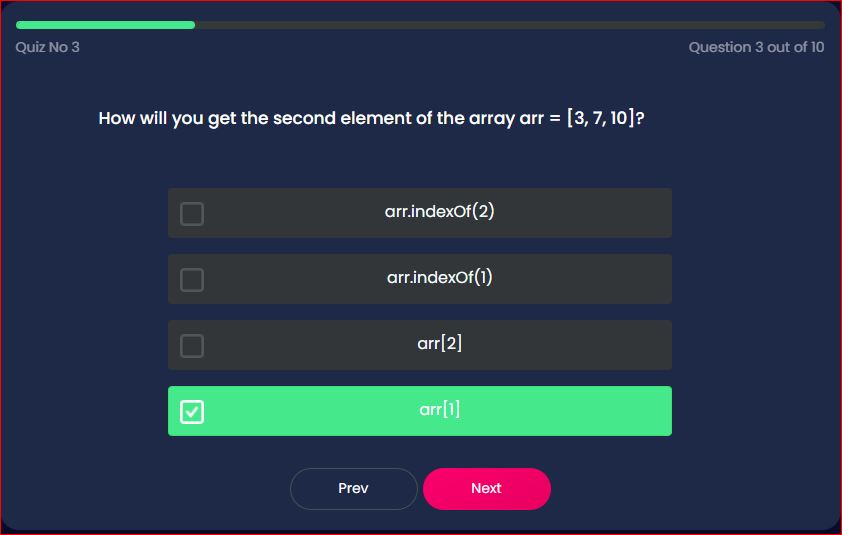 Quiz No 3
Question 3 out of 10
How will you get the second element of the array arr = [3, 7, 10]?
arr.indexOf(2)
arr.indexOf(1)
arr[2]
arr[1]
Prev
Next